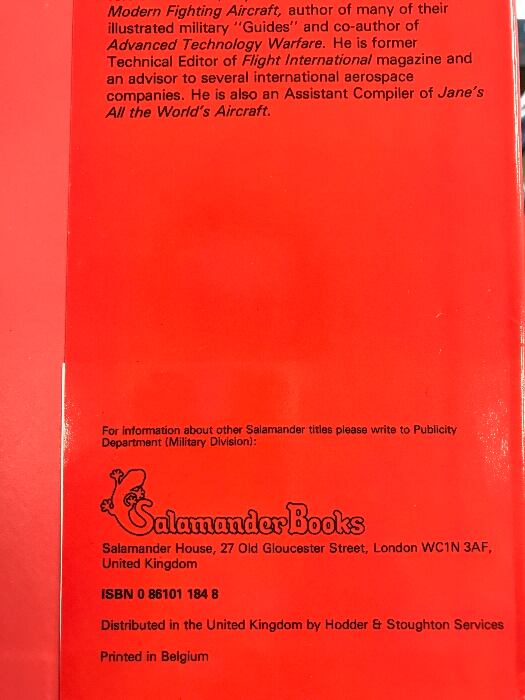 Modern Fighting Aircraft, author of many of their
illustrated military "Guides" and co-author of
Advanced Technology Warfare. He is former
Technical Editor of Flight International magazine and
an advisor to several international aerospace
companies. He is also an Assistant Compiler of Jane's
All the World's Aircraft.
For information about other Salamander titles please write to Publicity
Department (Military Division):
Salamander Books
Salamander House, 27 Old Gloucester Street, London WC1N 3AF,
United Kingdom
ISBN 0 86101 184 8
Distributed in the United Kingdom by Hodder & Stoughton Services
Printed in Belgium